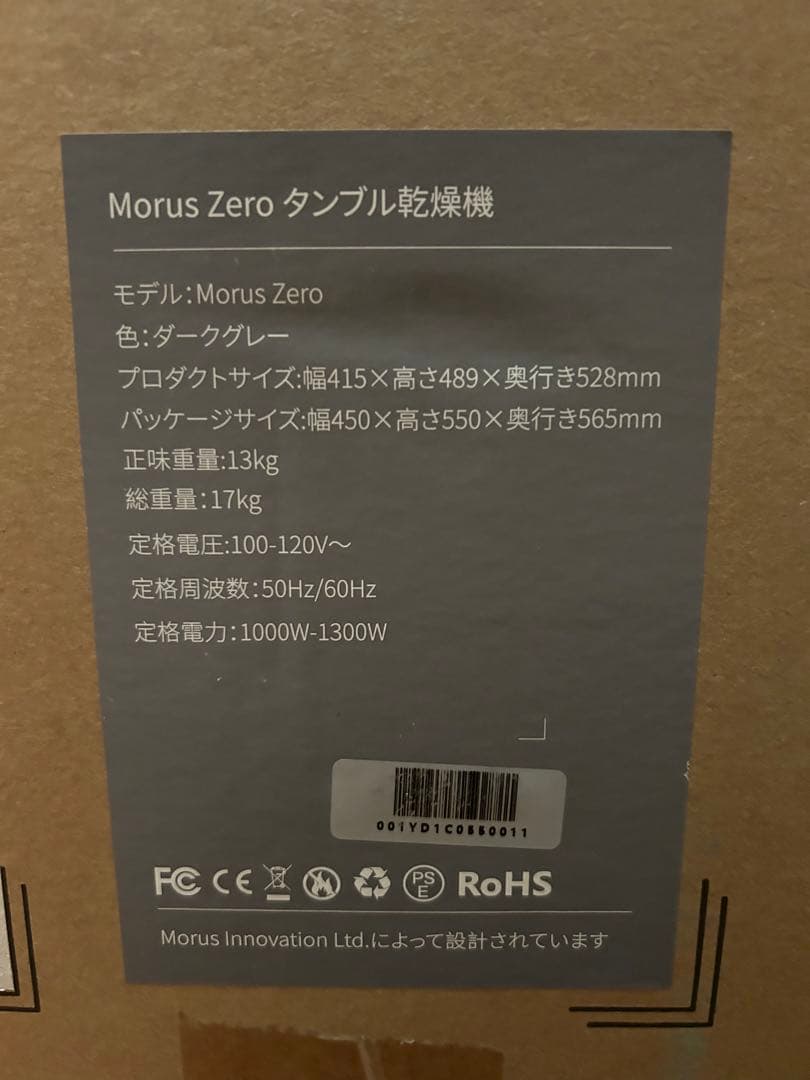 Morus Zero タンブル乾燥機
モデル:Morus Zero
色:ダークグレー
プロダクトサイズ:幅415×高さ489×奥行き528mm
パッケージサイズ:幅450×高さ550×奥行き565mm
正味重量:13kg
総重量:17kg
定格電圧:100-120V～
定格周波数:50Hz/60Hz
定格電力:1000W-1300W
001YD1C0550011
FC CE PSE RoHS
Morus Innovation Ltd.によって設計されています